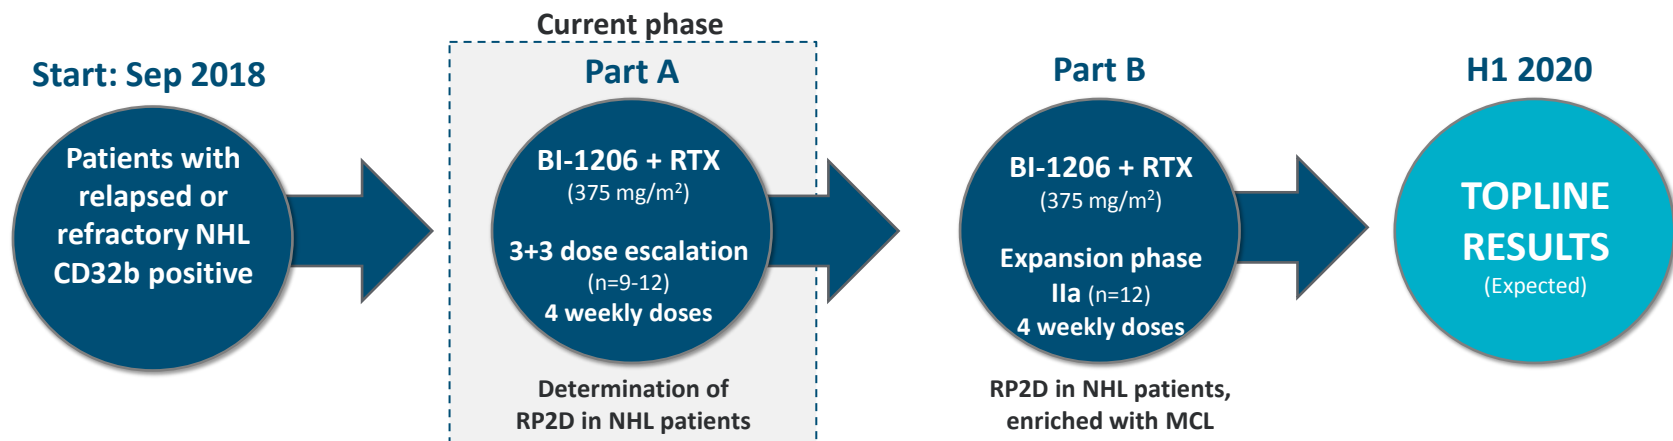 Start: Sep 2018
Patients with
relapsed or
refractory NHL
CD32b positive
Current phase
Part A
BI-1206 + RTX
(375 mg/m²)
3+3 dose escalation
(n=9-12)
4 weekly doses
Determination of
RP2D in NHL patients
Part B
BI-1206 + RTX
(375 mg/m²)
Expansion phase
IIa (n=12)
4 weekly doses
RP2D in NHL patients,
enriched with MCL
H1 2020
TOPLINE
RESULTS
(Expected)